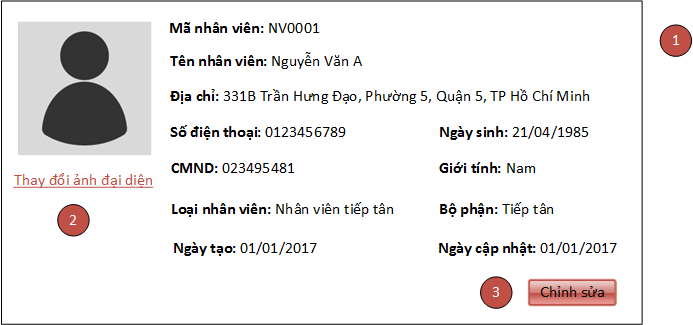 Mã nhân viên: NV0001
1
Tên nhân viên: Nguyễn Văn A
Địa chỉ: 331B Trần Hưng Đạo, Phường 5, Quận 5, TP Hồ Chí Minh
Số điện thoại: 0123456789 Ngày sinh: 21/04/1985
CMND: 023495481 Giới tính: Nam
Thay đổi ảnh đại diện
2
Loại nhân viên: Nhân viên tiếp tân Bộ phận: Tiếp tân
Ngày tạo: 01/01/2017 Ngày cập nhật: 01/01/2017
3 Chỉnh sửa